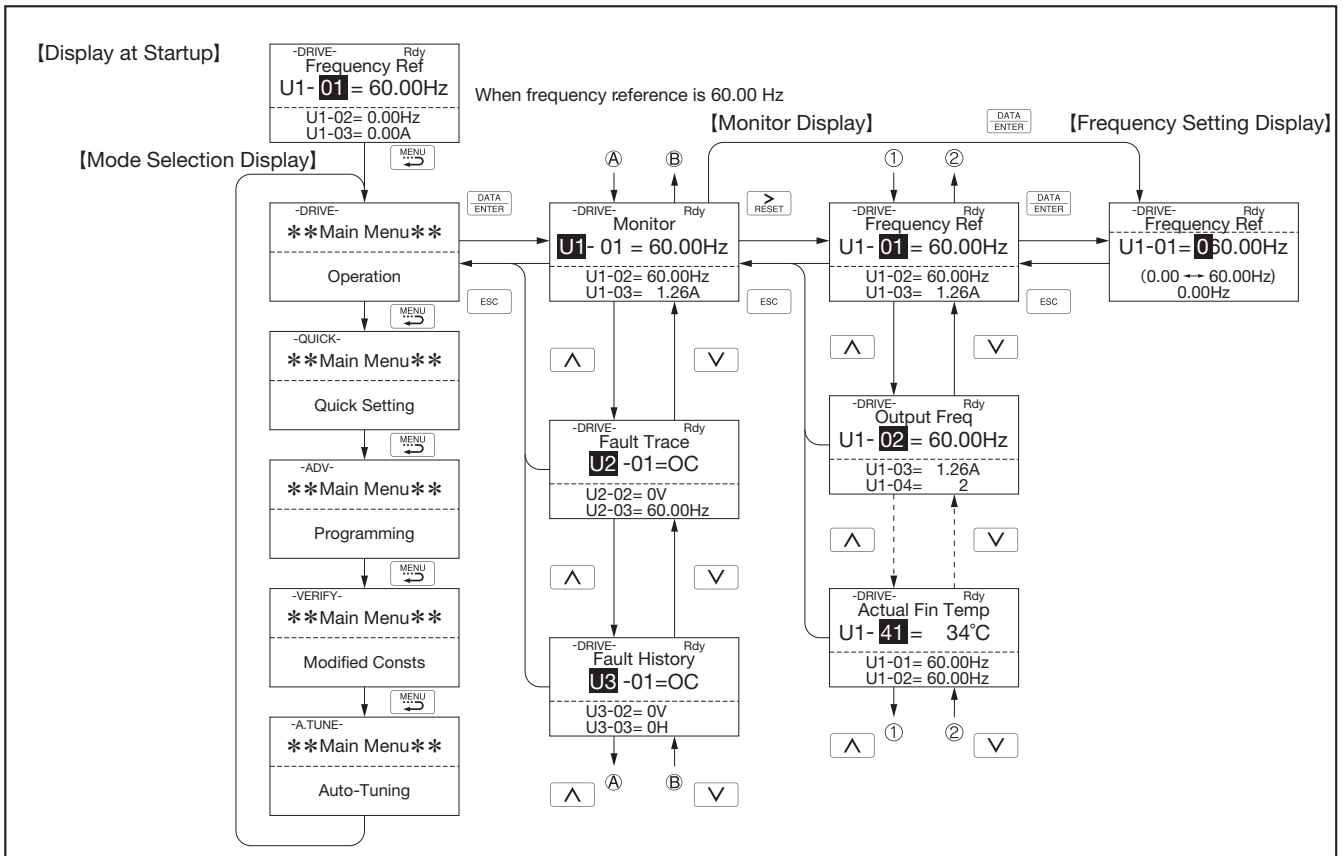 【Display at Startup】
-DRIVE- Rdy
Frequency Ref
U1- 01 = 60.00Hz
U1-02= 0.00Hz
U1-03= 0.00A
When frequency reference is 60.00 Hz
MENU
【Mode Selection Display】
-DRIVE-
**Main Menu**
Operation
MENU
-QUICK-
**Main Menu**
Quick Setting
MENU
-ADV-
**Main Menu**
Programming
MENU
-VERIFY-
**Main Menu**
Modified Consts
MENU
-A.TUNE-
**Main Menu**
Auto-Tuning
DATA
ENTER
ESC
【Monitor Display】
Ⓐ Ⓑ
-DRIVE- Rdy
Monitor
U1- 01 = 60.00Hz
U1-02= 60.00Hz
U1-03= 1.26A
∧ ∨
-DRIVE- Rdy
Fault Trace
U2 -01=OC
U2-02= 0V
U2-03= 60.00Hz
∧ ∨
-DRIVE- Rdy
Fault History
U3 -01=OC
U3-02= 0V
U3-03= 0H
∧ Ⓐ Ⓑ ∨
>
RESET
ESC
① ②
-DRIVE- Rdy
Frequency Ref
U1- 01 = 60.00Hz
U1-02= 60.00Hz
U1-03= 1.26A
∧ ∨
-DRIVE- Rdy
Output Freq
U1- 02 = 60.00Hz
U1-03= 1.26A
U1-04= 2
∧ ∨
-DRIVE- Rdy
Actual Fin Temp
U1- 41 = 34°C
U1-01= 60.00Hz
U1-02= 60.00Hz
∧ ① ② ∨
DATA
ENTER
【Frequency Setting Display】
DATA
ENTER
ESC
-DRIVE- Rdy
Frequency Ref
U1-01= 060.00Hz
(0.00 ↔ 60.00Hz)
0.00Hz